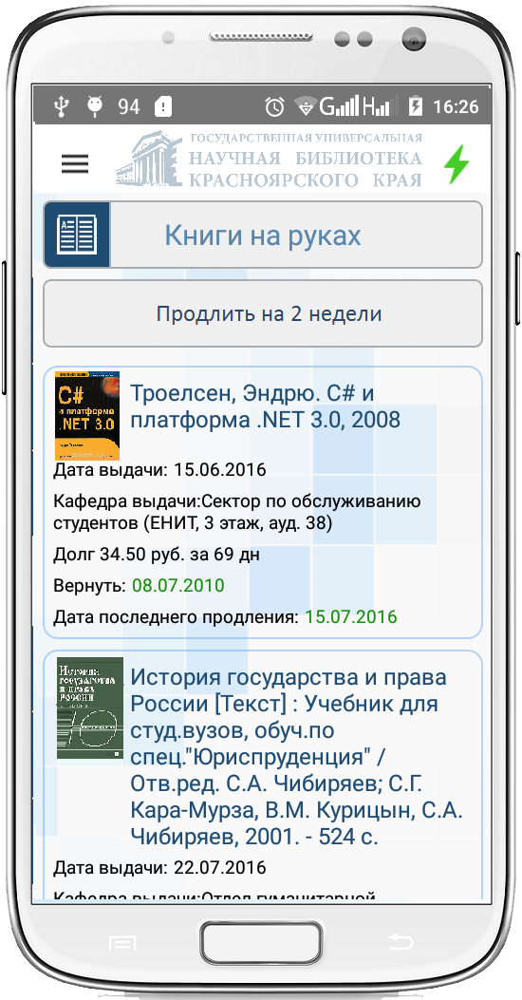 94
G
H
16:26
ГОСУДАРСТВЕННАЯ УНИВЕРСАЛЬНАЯ
НАУЧНАЯ БИБЛИОТЕКА
КРАСНОЯРСКОГО КРАЯ
Книги на руках
Продлить на 2 недели
C#
и платформа
.NET 3.0
Троелсен, Эндрю. C# и
платформа .NET 3.0, 2008
Дата выдачи: 15.06.2016
Кафедра выдачи:Сектор по обслуживанию
студентов (ЕНИТ, 3 этаж, ауд. 38)
Долг 34.50 руб. за 69 дн
Вернуть: 08.07.2010
Дата последнего продления: 15.07.2016
История
государства
и права
России
История государства и права
России [Текст] : Учебник для
студ.вузов, обуч.по
спец."Юриспруденция" /
Отв.ред. С.А. Чибиряев; С.Г.
Кара-Мурза, В.М. Курицын, С.А.
Чибиряев, 2001. - 524 с.
Дата выдачи: 22.07.2016
Кафедра выдачи:Отдел гуманитарной